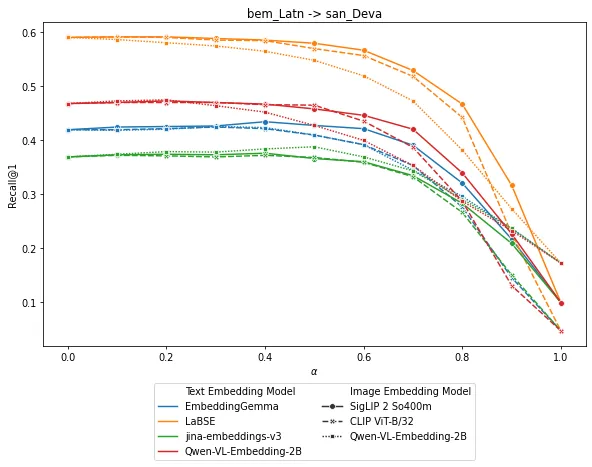 bem_Latn -> san_Deva
Recall@1
0.6
0.5
0.4
0.3
0.2
0.1
0.0 0.2 0.4 0.6 0.8 1.0
α
Text Embedding Model
EmbeddingGemma
LaBSE
jina-embeddings-v3
Qwen-VL-Embedding-2B
Image Embedding Model
SigLIP 2 So400m
CLIP ViT-B/32
Qwen-VL-Embedding-2B